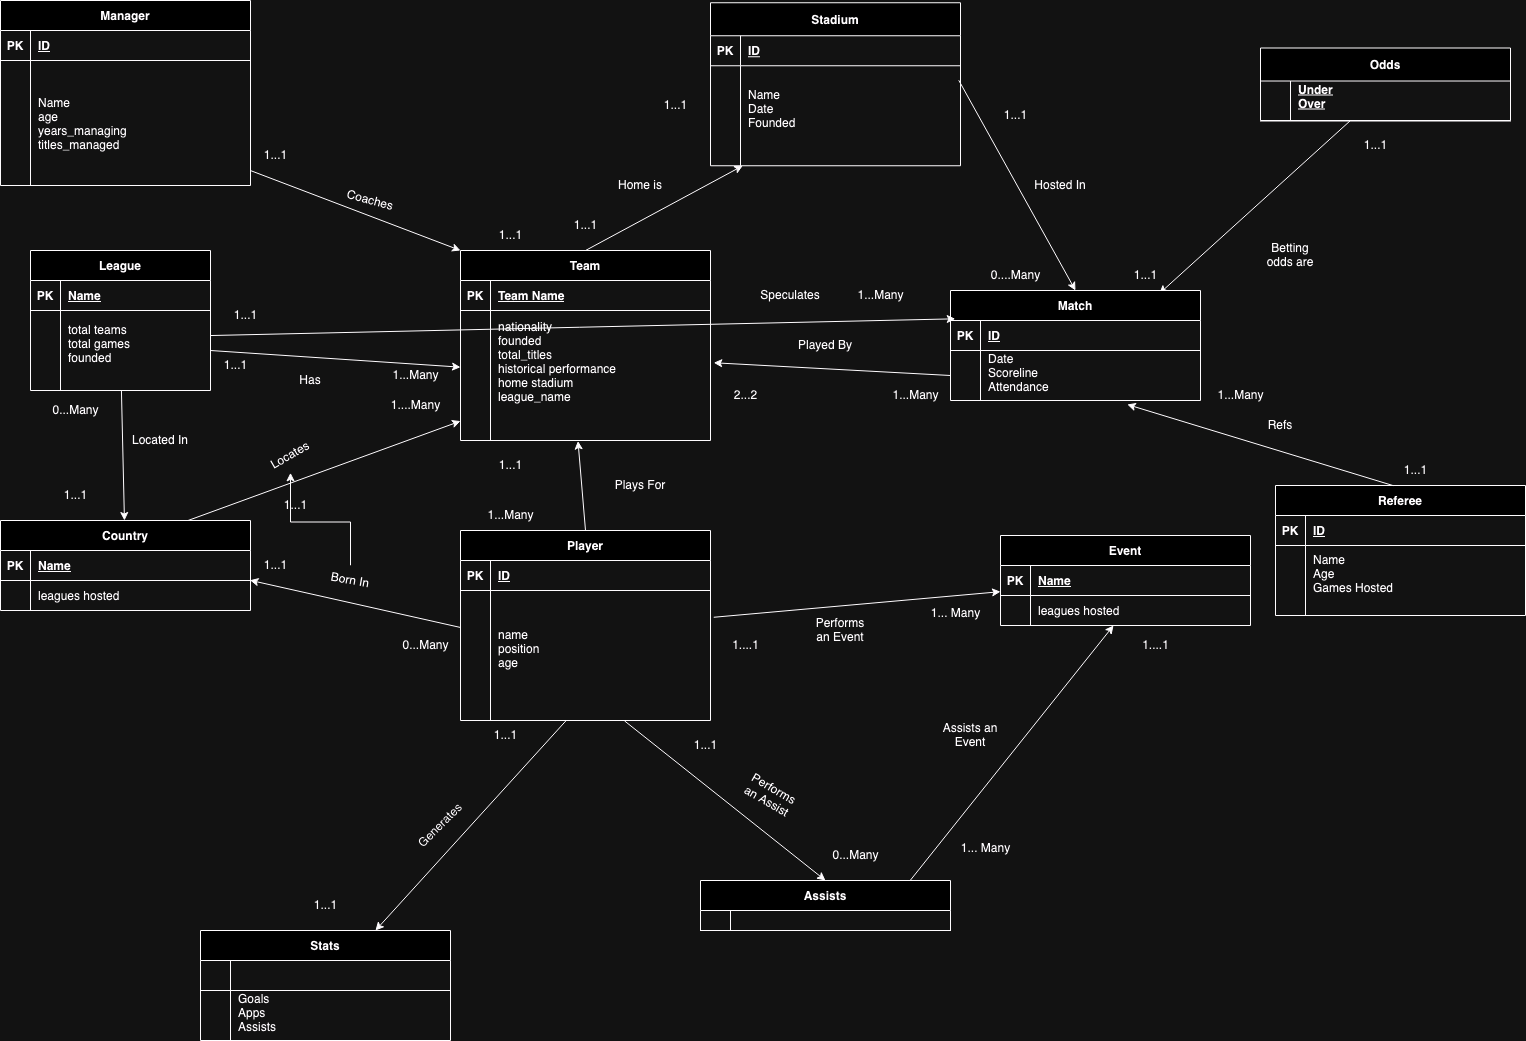 Manager
PK ID
Name
age
years_managing
titles_managed
1...1
Coaches
Stadium
PK ID
Name
Date
Founded
1...1
Home is
1...1
1...1
1...1
Hosted In
0....Many
Odds
Under
Over
1...1
Betting
odds are
1...1
League
PK Name
total teams
total games
founded
1...1
1...1
Has
1...Many
1....Many
Team
PK Team Name
nationality
founded
total_titles
historical performance
home stadium
league_name
Speculates
1...Many
Played By
2...2
1...Many
Match
PK ID
Date
Scoreline
Attendance
1...Many
Refs
1...1
Referee
PK ID
Name
Age
Games Hosted
0...Many
Located In
1...1
Locates
1...1
Born In
Country
PK Name
leagues hosted
1...1
0...Many
1...1
Plays For
1...Many
Player
PK ID
name
position
age
1....1
Performs
an Event
1... Many
Event
PK Name
leagues hosted
1....1
Assists an
Event
1... Many
1...1
Generates
1...1
1...1
Performs
an Assist
0...Many
Assists
Stats
Goals
Apps
Assists